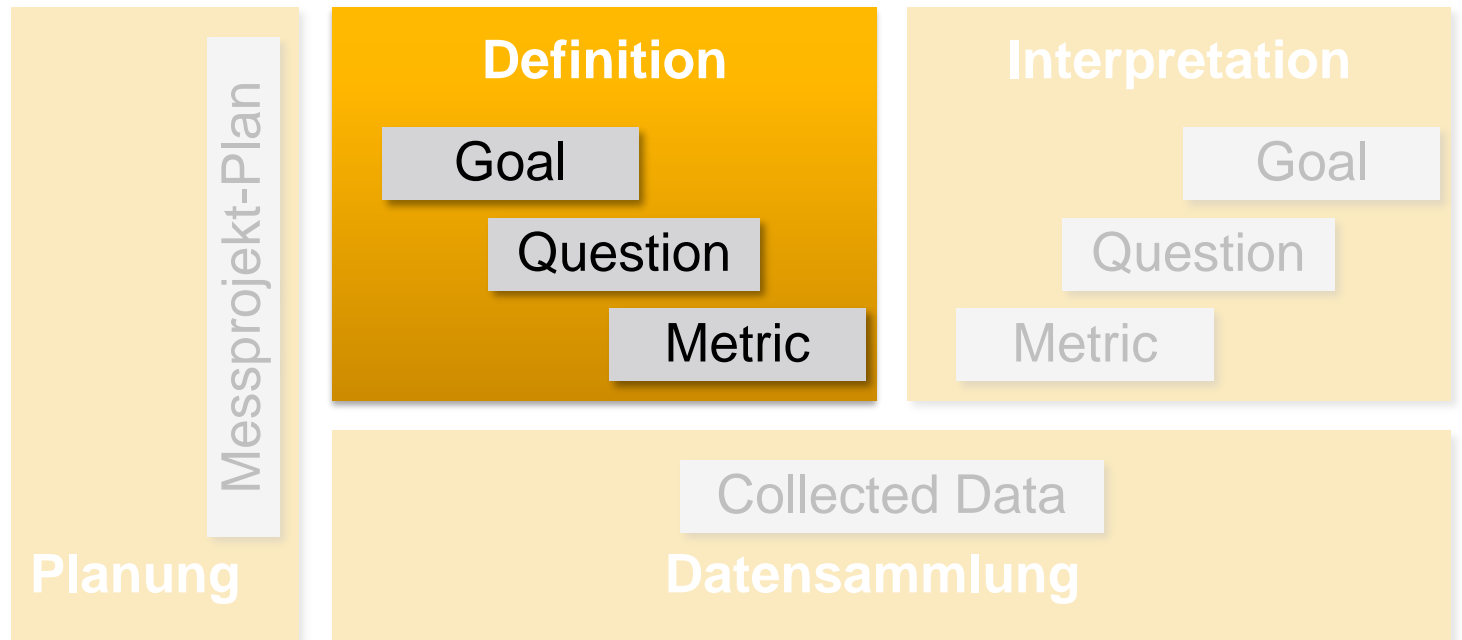 Messprojekt-Plan
Planung
Definition
Goal
Question
Metric
Interpretation
Goal
Question
Metric
Collected Data
Datensammlung